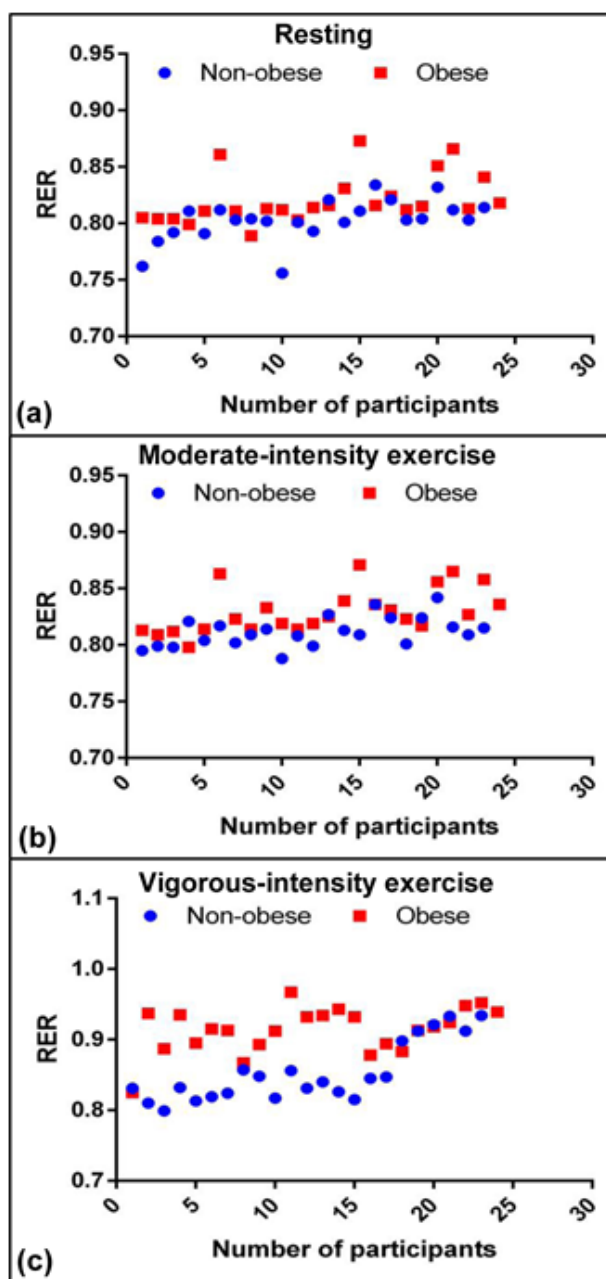 Resting
Non-obese Obese
0.95
0.90
0.85
0.80
0.75
0.70
RER
0 5 10 15 20 25 30
Number of participants
(a)
Moderate-intensity exercise
Non-obese Obese
0.95
0.90
0.85
0.80
0.75
0.70
RER
0 5 10 15 20 25 30
Number of participants
(b)
Vigorous-intensity exercise
Non-obese Obese
1.1
1.0
0.9
0.8
0.7
RER
0 5 10 15 20 25 30
Number of participants
(c)